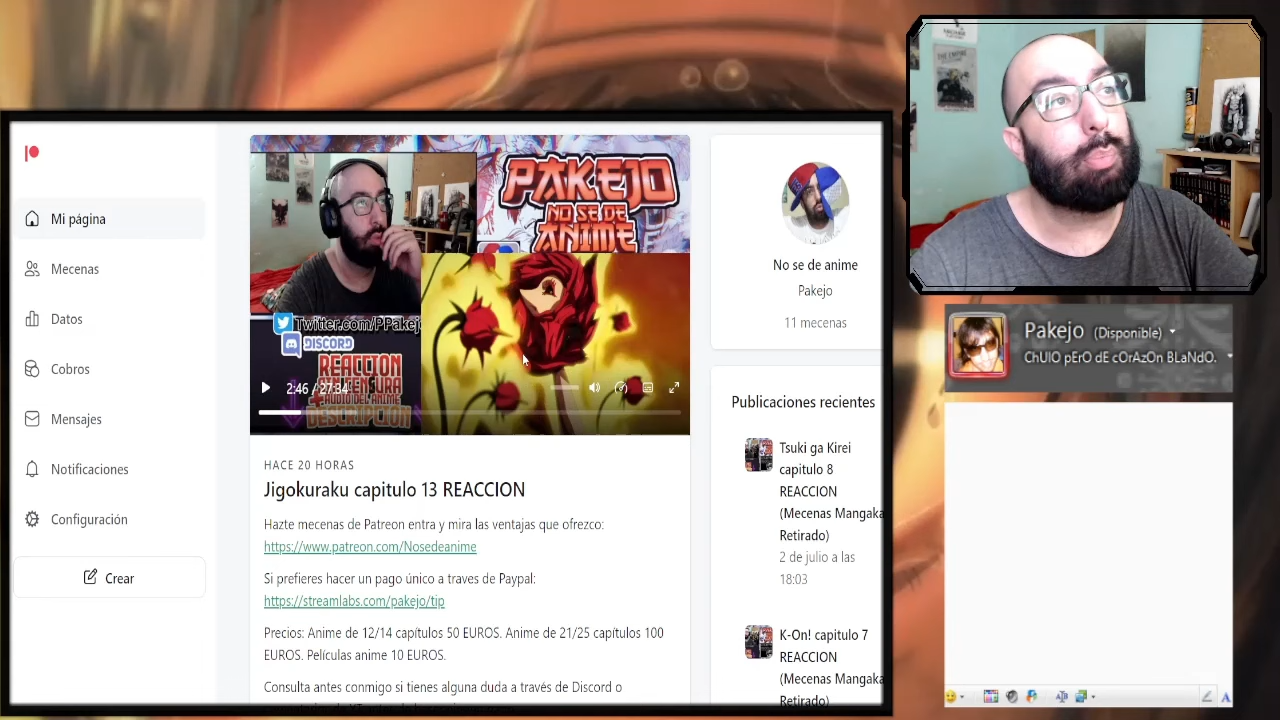 Mi página
Mecenas
Datos
Cobros
Mensajes
Notificaciones
Configuración
Crear
PAKEJO
NO SE DE
ANIME
Twitter.com/PPakejo
DISCORD
REACCION
DESCRIPCION
2:46 / 27:34
HACE 20 HORAS
Jigokuraku capitulo 13 REACCION
Hazte mecenas de Patreon entra y mira las ventajas que ofrezco:
https://www.patreon.com/Nosedeanime
Si prefieres hacer un pago único a traves de Paypal:
https://streamlabs.com/pakejo/tip
Precios: Anime de 12/14 capítulos 50 EUROS. Anime de 21/25 capítulos 100
EUROS. Películas anime 10 EUROS.
Consulta antes conmigo si tienes alguna duda a través de Discord o
No se de anime
Pakejo
11 mecenas
Publicaciones recientes
Tsuki ga Kirei
capitulo 8
REACCION
(Mecenas Mangaka
Retirado)
2 de julio a las
18:03
K-On! capitulo 7
REACCION
(Mecenas Mangaka
Retirado)
Pakejo (Disponible)
ChUlO pErO dE cOrAzOn BLaNdO.